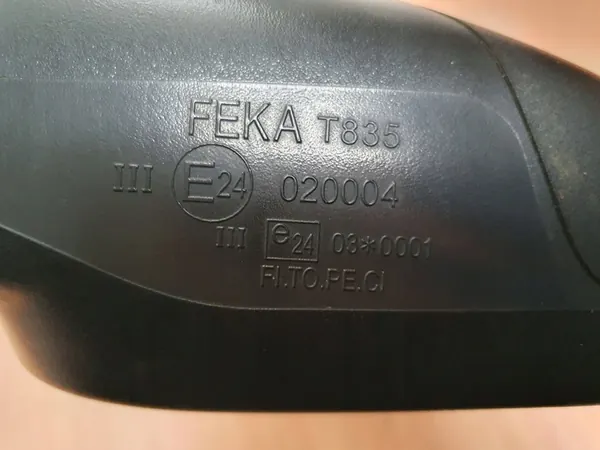 FEKA T835
III E24 020004
III e24 03*0001
FI.TO.PE.CI